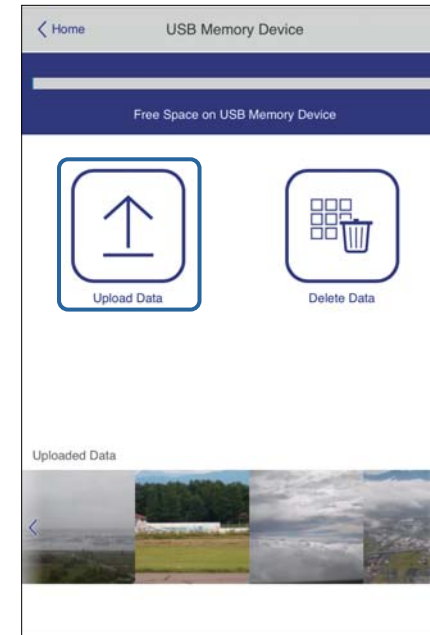 Home
USB Memory Device
Free Space on USB Memory Device
Upload Data
Delete Data
Uploaded Data